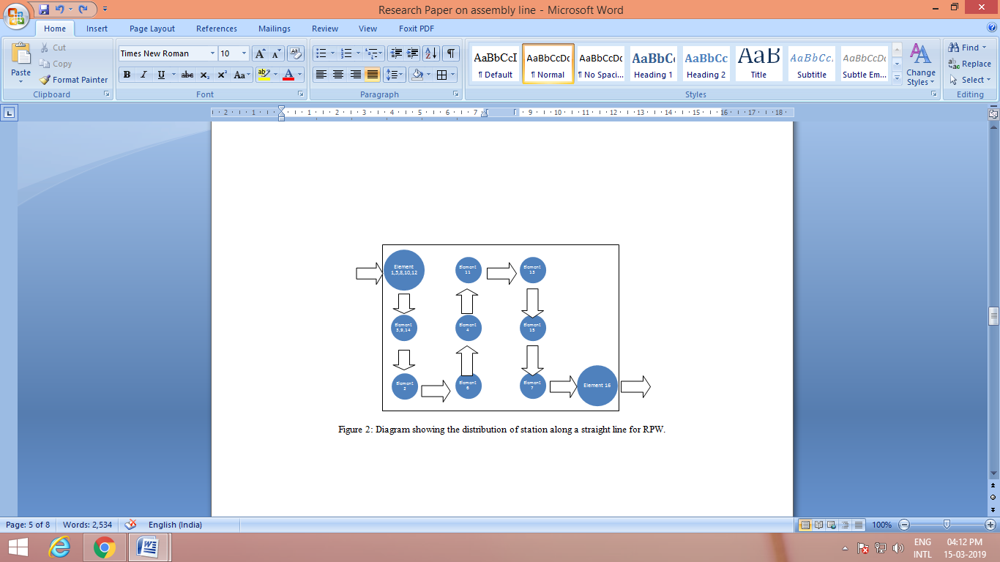 Research Paper on assembly line - Microsoft Word
Home Insert Page Layout References Mailings Review View Foxit PDF
Paste
Cut
Copy
Format Painter
Clipboard
Times New Roman 10
B I U abc x₂ x² Aa A
Font
Paragraph
AaBbCcI AaBbCcDc AaBbCcDc AaBbCc AaBbCc AaB AaBbCc. AaBbCcDc
¶ Default ¶ Normal ¶ No Spaci... Heading 1 Heading 2 Title Subtitle Subtle Em...
Change
Styles
Styles
Find
Replace
Select
Editing
2 1 1 2 3 4 5 6 7 9 10 11 12 13 14 15 16 17 18
Element
1,5,8,10,12
Element
11
Element
13
Element
3,9,14
Element
4
Element
15
Element
2
Element
6
Element
7
Element 16
Figure 2: Diagram showing the distribution of station along a straight line for RPW.
Page: 5 of 8 Words: 2,534 English (India) 100%
ENG
INTL
04:12 PM
15-03-2019